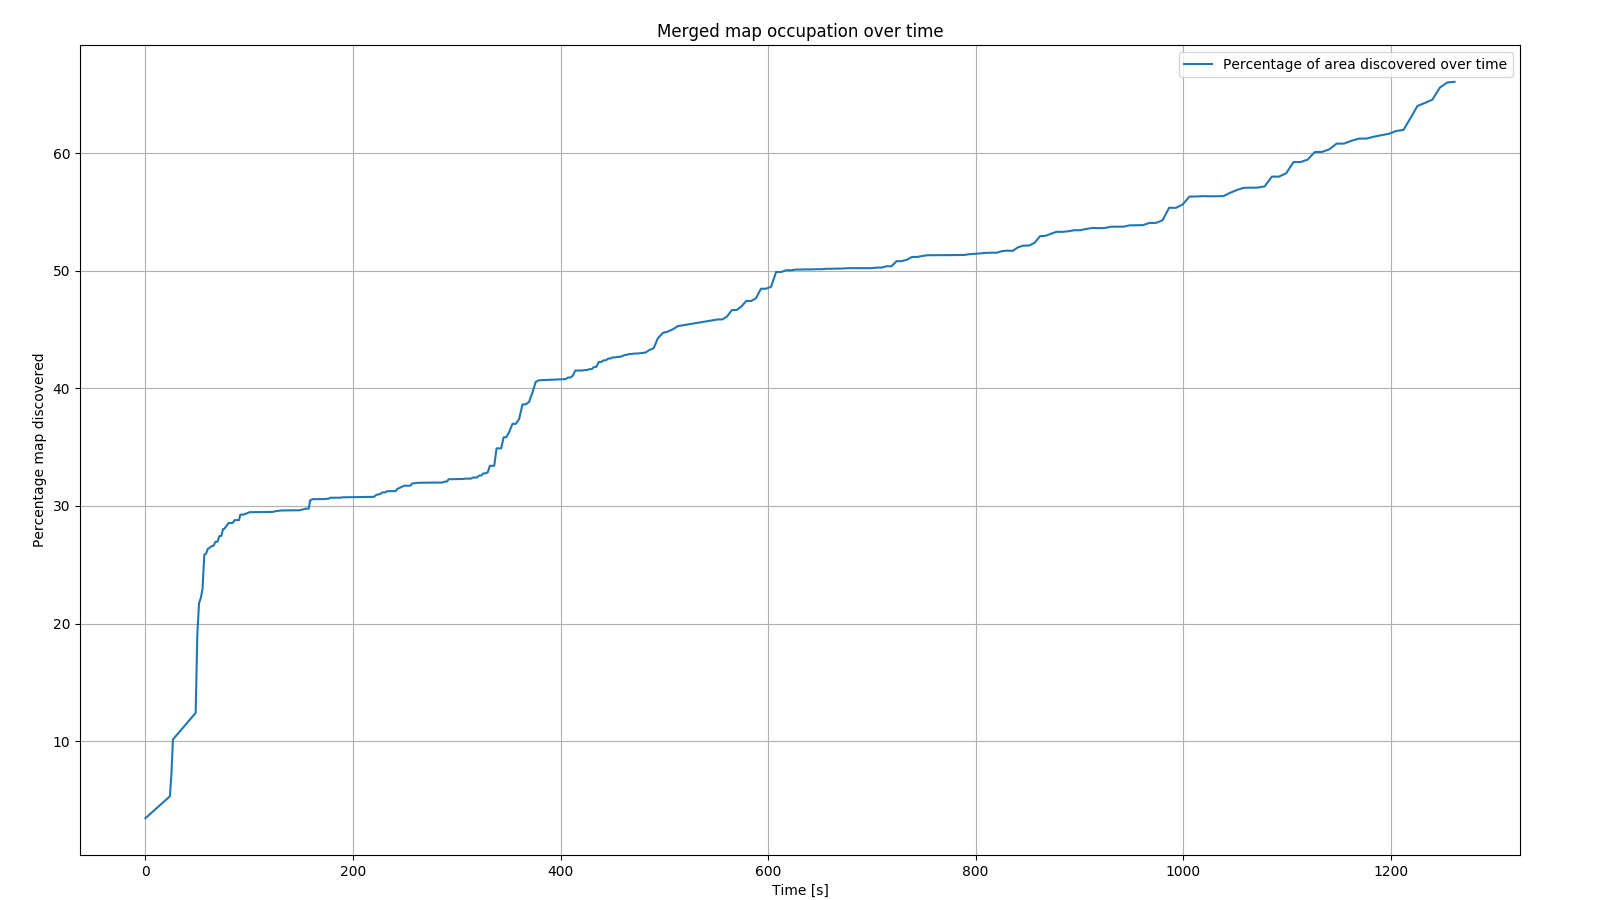 Merged map occupation over time
Percentage of area discovered over time
Percentage map discovered
60
50
40
30
20
10
0 200 400 600 800 1000 1200
Time [s]